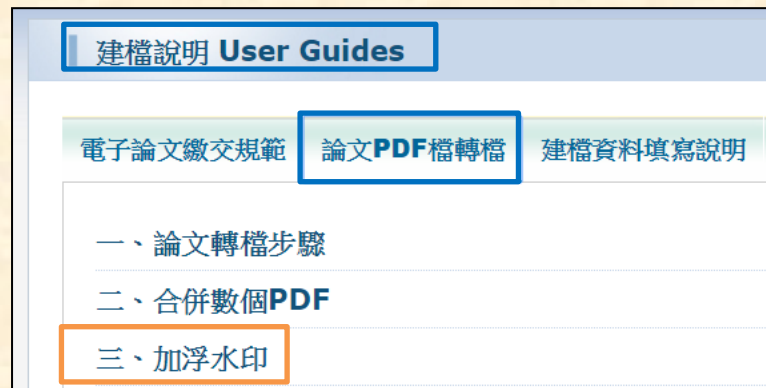 建檔說明 User Guides
電子論文繳交規範 論文PDF檔轉檔 建檔資料填寫說明
一、論文轉檔步驟
二、合併數個PDF
三、加浮水印